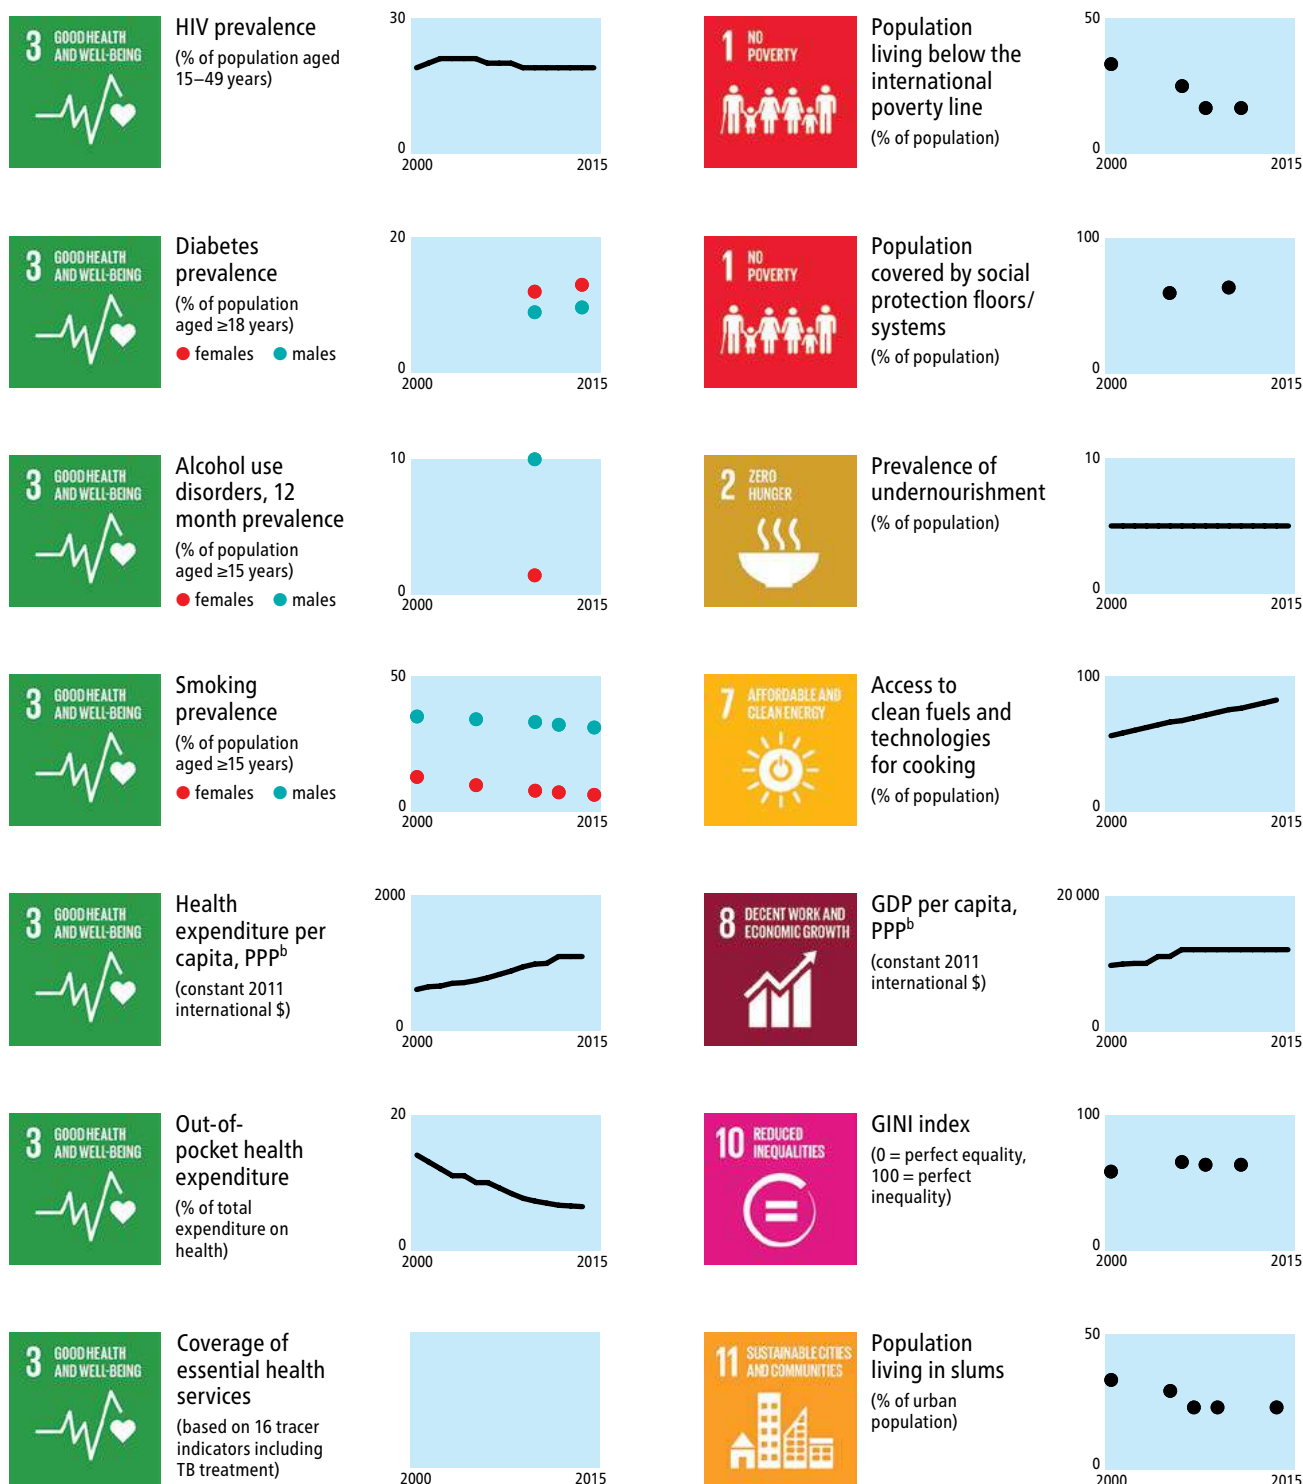 3 GOOD HEALTH
AND WELL-BEING
HIV prevalence
(% of population aged
15–49 years)
30
0
2000 2015
3 GOOD HEALTH
AND WELL-BEING
Diabetes
prevalence
(% of population
aged ≥18 years)
females males
20
0
2000 2015
3 GOOD HEALTH
AND WELL-BEING
Alcohol use
disorders, 12
month prevalence
(% of population
aged ≥15 years)
females males
10
0
2000 2015
3 GOOD HEALTH
AND WELL-BEING
Smoking
prevalence
(% of population
aged ≥15 years)
females males
50
0
2000 2015
3 GOOD HEALTH
AND WELL-BEING
Health
expenditure per
capita, PPPb
(constant 2011
international $)
2000
0
2000 2015
3 GOOD HEALTH
AND WELL-BEING
Out-of-
pocket health
expenditure
(% of total
expenditure on
health)
20
0
2000 2015
3 GOOD HEALTH
AND WELL-BEING
Coverage of
essential health
services
(based on 16 tracer
indicators including
TB treatment)
2000 2015
1 NO
POVERTY
Population
living below the
international
poverty line
(% of population)
50
0
2000 2015
1 NO
POVERTY
Population
covered by social
protection floors/
systems
(% of population)
100
0
2000 2015
2 ZERO
HUNGER
Prevalence of
undernourishment
(% of population)
10
0
2000 2015
7 AFFORDABLE AND
CLEAN ENERGY
Access to
clean fuels and
technologies
for cooking
(% of population)
100
0
2000 2015
8 DECENT WORK AND
ECONOMIC GROWTH
GDP per capita,
PPPb
(constant 2011
international $)
20 000
0
2000 2015
10 REDUCED
INEQUALITIES
GINI index
(0 = perfect equality,
100 = perfect
inequality)
100
0
2000 2015
11 SUSTAINABLE CITIES
AND COMMUNITIES
Population
living in slums
(% of urban
population)
50
0
2000 2015